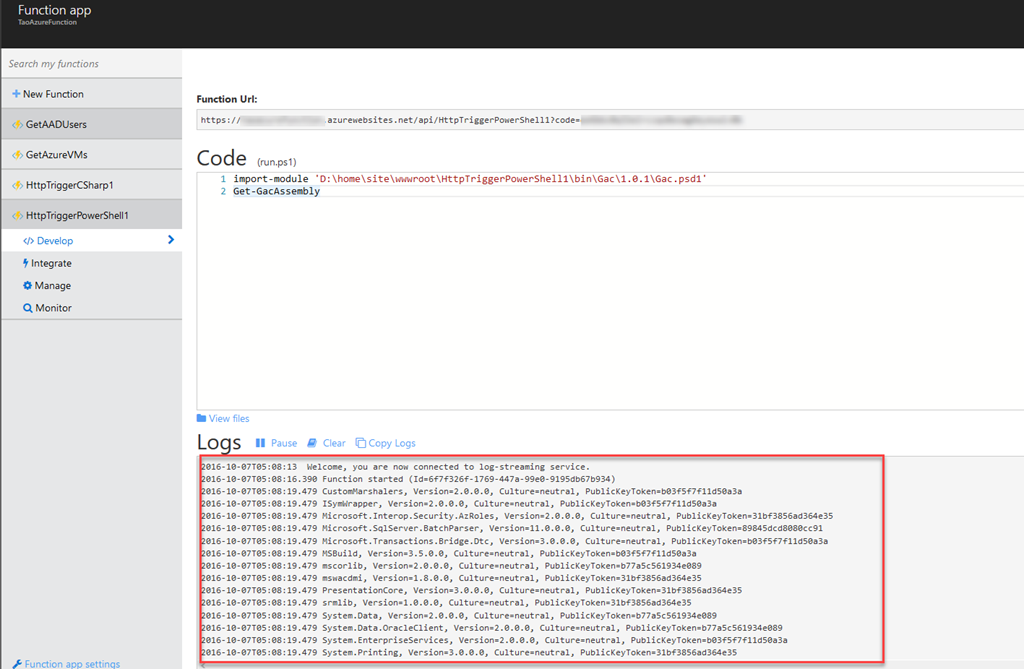 Function app
TaoAzureFunction
Search my functions
New Function
GetAADUsers
GetAzureVMs
HttpTriggerCSharp1
HttpTriggerPowerShell1
</> Develop
Integrate
Manage
Monitor
Function app settings
Function Url:
https:// .azurewebsites.net/api/HttpTriggerPowerShell1?code=
Code (run.ps1)
1 import-module 'D:\home\site\wwwroot\HttpTriggerPowerShell1\bin\Gac\1.0.1\Gac.psd1'
2 Get-GacAssembly
View files
Logs Pause Clear Copy Logs
2016-10-07T05:08:13 Welcome, you are now connected to log-streaming service.
2016-10-07T05:08:16.390 Function started (Id=6f7f326f-1769-447a-99e0-9195db67b934)
2016-10-07T05:08:19.479 CustomMarshalers, Version=2.0.0.0, Culture=neutral, PublicKeyToken=b03f5f7f11d50a3a
2016-10-07T05:08:19.479 ISymWrapper, Version=2.0.0.0, Culture=neutral, PublicKeyToken=b03f5f7f11d50a3a
2016-10-07T05:08:19.479 Microsoft.Interop.Security.AzRoles, Version=2.0.0.0, Culture=neutral, PublicKeyToken=31bf3856ad364e35
2016-10-07T05:08:19.479 Microsoft.SqlServer.BatchParser, Version=11.0.0.0, Culture=neutral, PublicKeyToken=89845dcd8080cc91
2016-10-07T05:08:19.479 Microsoft.Transactions.Bridge.Dtc, Version=3.0.0.0, Culture=neutral, PublicKeyToken=b03f5f7f11d50a3a
2016-10-07T05:08:19.479 MSBuild, Version=3.5.0.0, Culture=neutral, PublicKeyToken=b03f5f7f11d50a3a
2016-10-07T05:08:19.479 mscorlib, Version=2.0.0.0, Culture=neutral, PublicKeyToken=b77a5c561934e089
2016-10-07T05:08:19.479 mswacdmi, Version=1.8.0.0, Culture=neutral, PublicKeyToken=31bf3856ad364e35
2016-10-07T05:08:19.479 PresentationCore, Version=3.0.0.0, Culture=neutral, PublicKeyToken=31bf3856ad364e35
2016-10-07T05:08:19.479 srmlib, Version=1.0.0.0, Culture=neutral, PublicKeyToken=31bf3856ad364e35
2016-10-07T05:08:19.479 System.Data, Version=2.0.0.0, Culture=neutral, PublicKeyToken=b77a5c561934e089
2016-10-07T05:08:19.479 System.Data.OracleClient, Version=2.0.0.0, Culture=neutral, PublicKeyToken=b77a5c561934e089
2016-10-07T05:08:19.479 System.EnterpriseServices, Version=2.0.0.0, Culture=neutral, PublicKeyToken=b03f5f7f11d50a3a
2016-10-07T05:08:19.479 System.Printing, Version=3.0.0.0, Culture=neutral, PublicKeyToken=31bf3856ad364e35